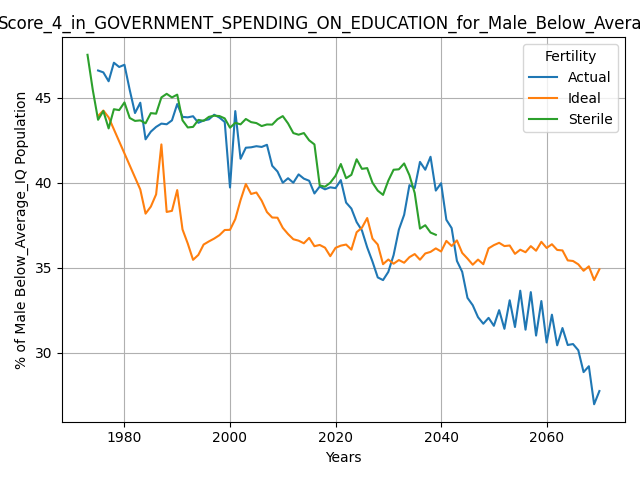 Score_4_in_GOVERNMENT_SPENDING_ON_EDUCATION_for_Male_Below_Avera
Fertility
Actual
Ideal
Sterile
% of Male Below_Average_IQ Population
45
40
35
30
1980 2000 2020 2040 2060
Years